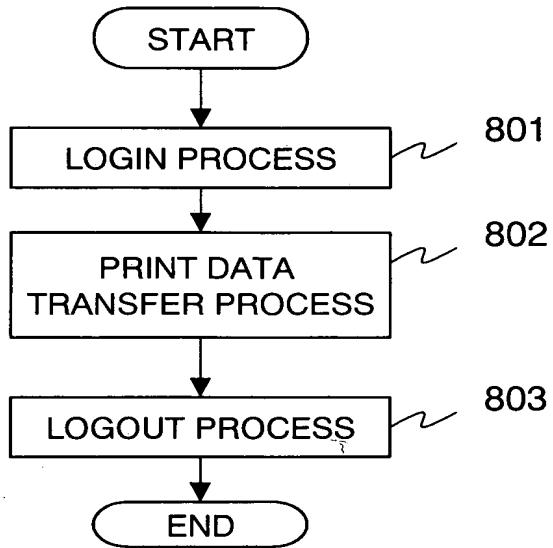 START
LOGIN PROCESS
801
PRINT DATA
TRANSFER PROCESS
802
LOGOUT PROCESS
803
END